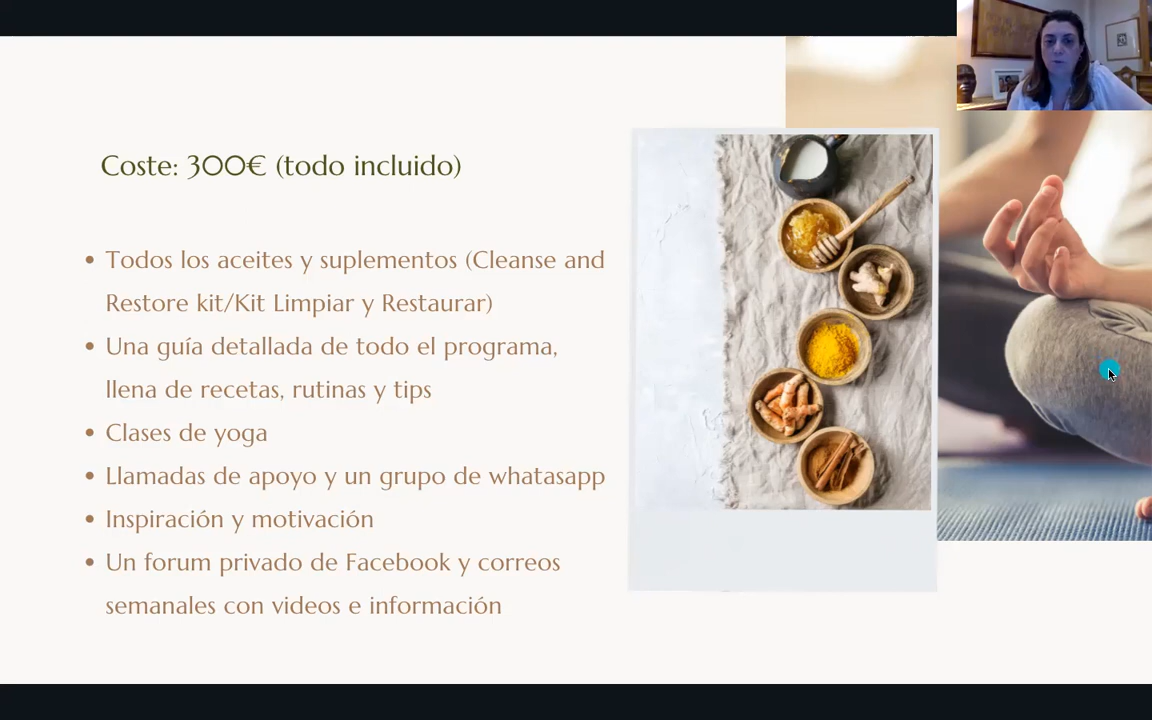 Coste: 300€ (todo incluido)
Todos los aceites y suplementos (Cleanse and
Restore kit/Kit Limpiar y Restaurar)
Una guía detallada de todo el programa,
llena de recetas, rutinas y tips
Clases de yoga
Llamadas de apoyo y un grupo de whatasapp
Inspiración y motivación
Un forum privado de Facebook y correos
semanales con videos e información